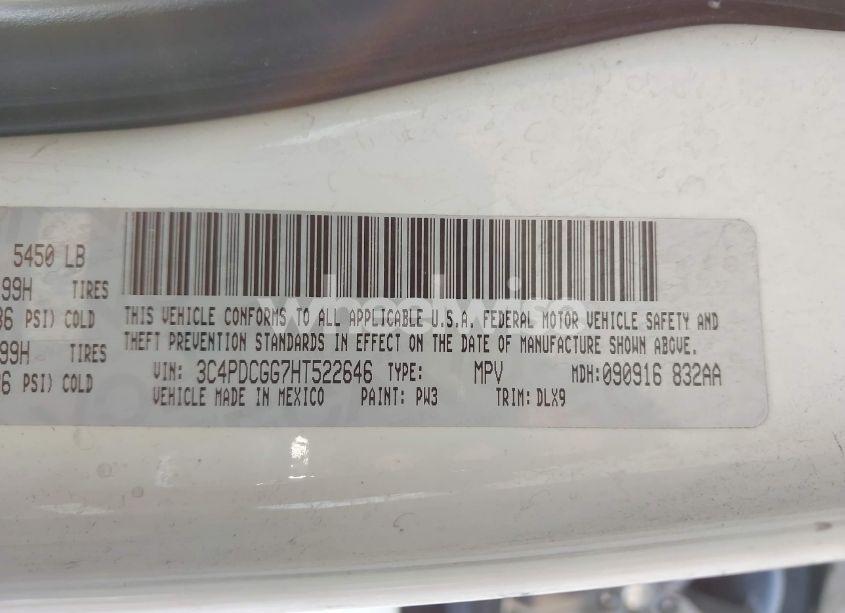 5450 LB
99H TIRES
36 PSI) COLD
99H TIRES
6 PSI) COLD
THIS VEHICLE CONFORMS TO ALL APPLICABLE U.S.A. FEDERAL MOTOR VEHICLE SAFETY AND
THEFT PREVENTION STANDARDS IN EFFECT ON THE DATE OF MANUFACTURE SHOWN ABOVE.
VIN: 3C4PDCGG7HT522646 TYPE: MPV MDH:090916 832AA
VEHICLE MADE IN MEXICO PAINT: PW3 TRIM:DLX9
wheelwise